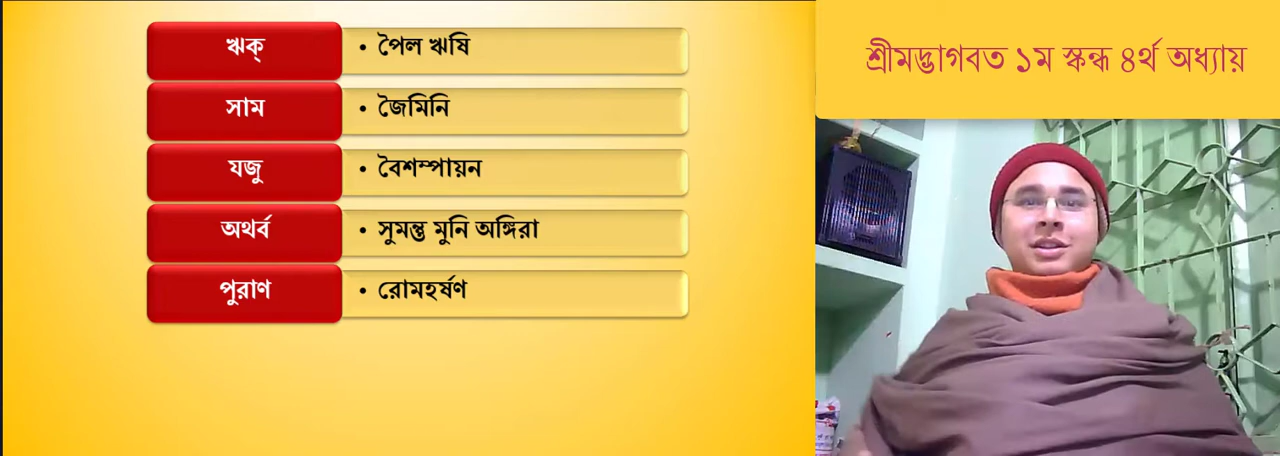 ঋক্
• পৈল ঋষি
সাম
• জৈমিনি
যজু
• বৈশম্পায়ন
অথর্ব
• সুমন্তু মুনি অঙ্গিরা
পুরাণ
• রোমহর্ষণ
শ্রীমদ্ভাগবত ১ম স্কন্ধ ৪র্থ অধ্যায়